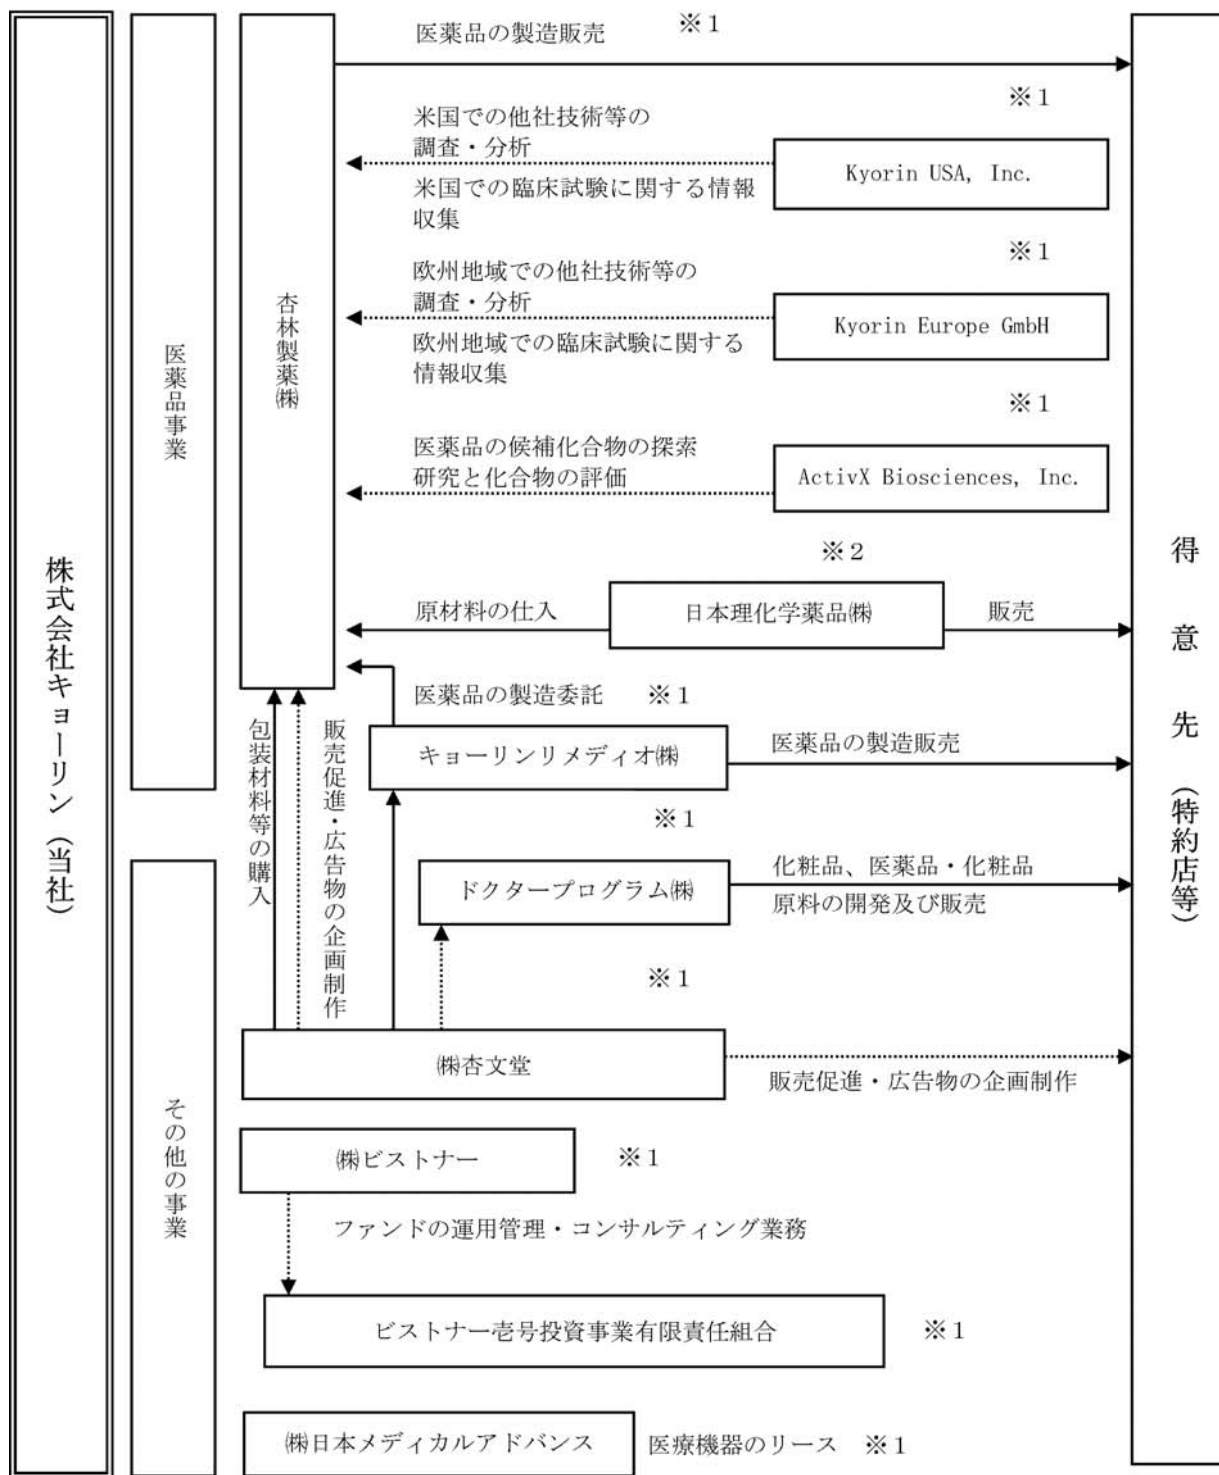 株式会社キョーリン（当社）
医薬品事業
その他の事業
杏林製薬㈱
医薬品の製造販売 ※１
※１
米国での他社技術等の
調査・分析
米国での臨床試験に関する情報
収集
Kyorin USA, Inc.
※１
欧州地域での他社技術等の
調査・分析
欧州地域での臨床試験に関する
情報収集
Kyorin Europe GmbH
※１
医薬品の候補化合物の探索
研究と化合物の評価
ActivX Biosciences, Inc.
※２
原材料の仕入
日本理化学薬品㈱
販売
医薬品の製造委託 ※１
キョーリンリメディオ㈱
医薬品の製造販売
包装材料等の購入
販売促進・広告物の企画制作
※１
ドクタープログラム㈱
化粧品、医薬品・化粧品
原料の開発及び販売
※１
㈱杏文堂
販売促進・広告物の企画制作
㈱ビストナー ※１
ファンドの運用管理・コンサルティング業務
ビストナー壱号投資事業有限責任組合 ※１
㈱日本メディカルアドバンス 医療機器のリース ※１
得意先（特約店等）